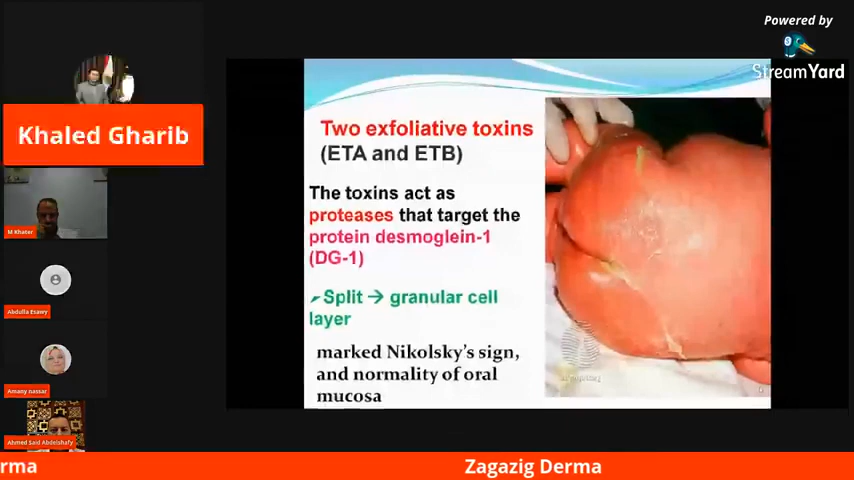 Powered by
StreamYard
Khaled Gharib
M Khater
Abdulla Esawy
Amany nassar
Ahmed Said Abdelshafy
Two exfoliative toxins
(ETA and ETB)
The toxins act as
proteases that target the
protein desmoglein-1
(DG-1)
Split → granular cell
layer
marked Nikolsky's sign,
and normality of oral
mucosa
rma
Zagazig Derma